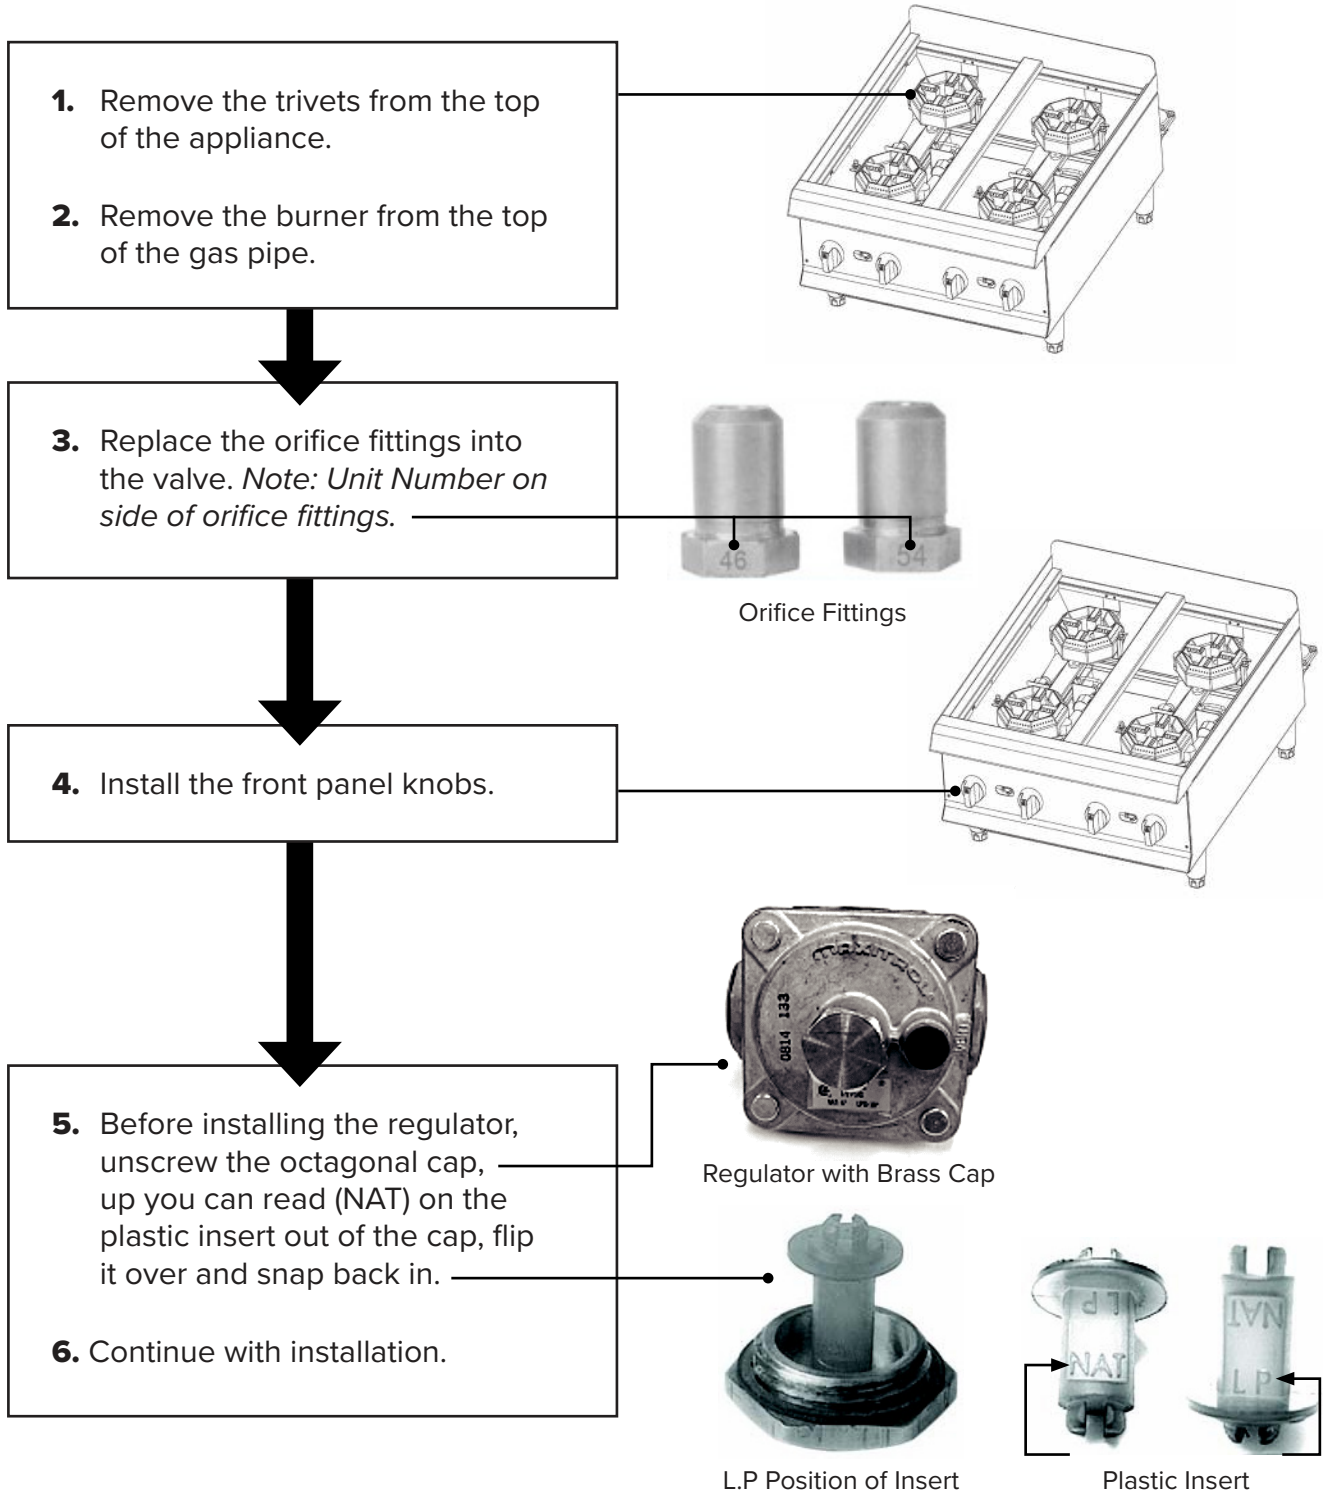 1. Remove the trivets from the top
of the appliance.
2. Remove the burner from the top
of the gas pipe.
3. Replace the orifice fittings into
the valve. Note: Unit Number on
side of orifice fittings.
46
54
Orifice Fittings
4. Install the front panel knobs.
MAXITROL
0814 133
5. Before installing the regulator,
unscrew the octagonal cap,
up you can read (NAT) on the
plastic insert out of the cap, flip
it over and snap back in.
6. Continue with installation.
Regulator with Brass Cap
LP
NAT
NAT
LP
L.P Position of Insert
Plastic Insert